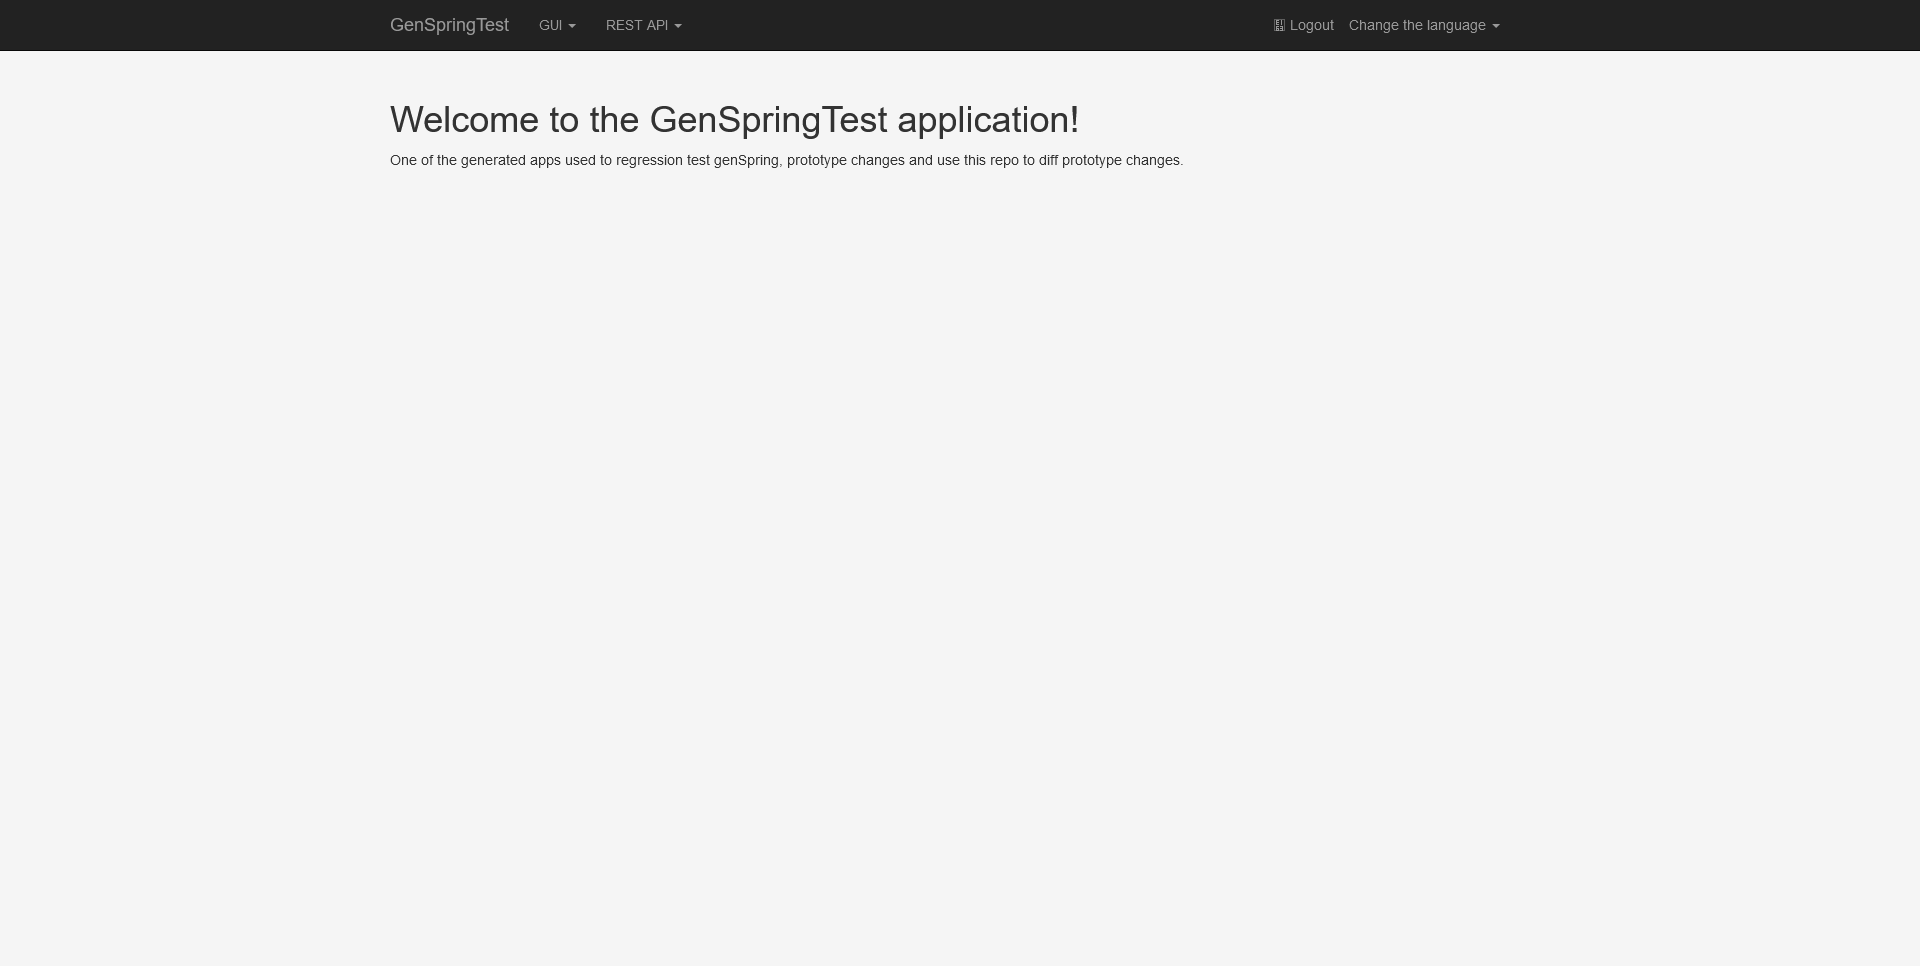 GenSpringTest GUI REST API Logout Change the language
Welcome to the GenSpringTest application!
One of the generated apps used to regression test genSpring, prototype changes and use this repo to diff prototype changes.